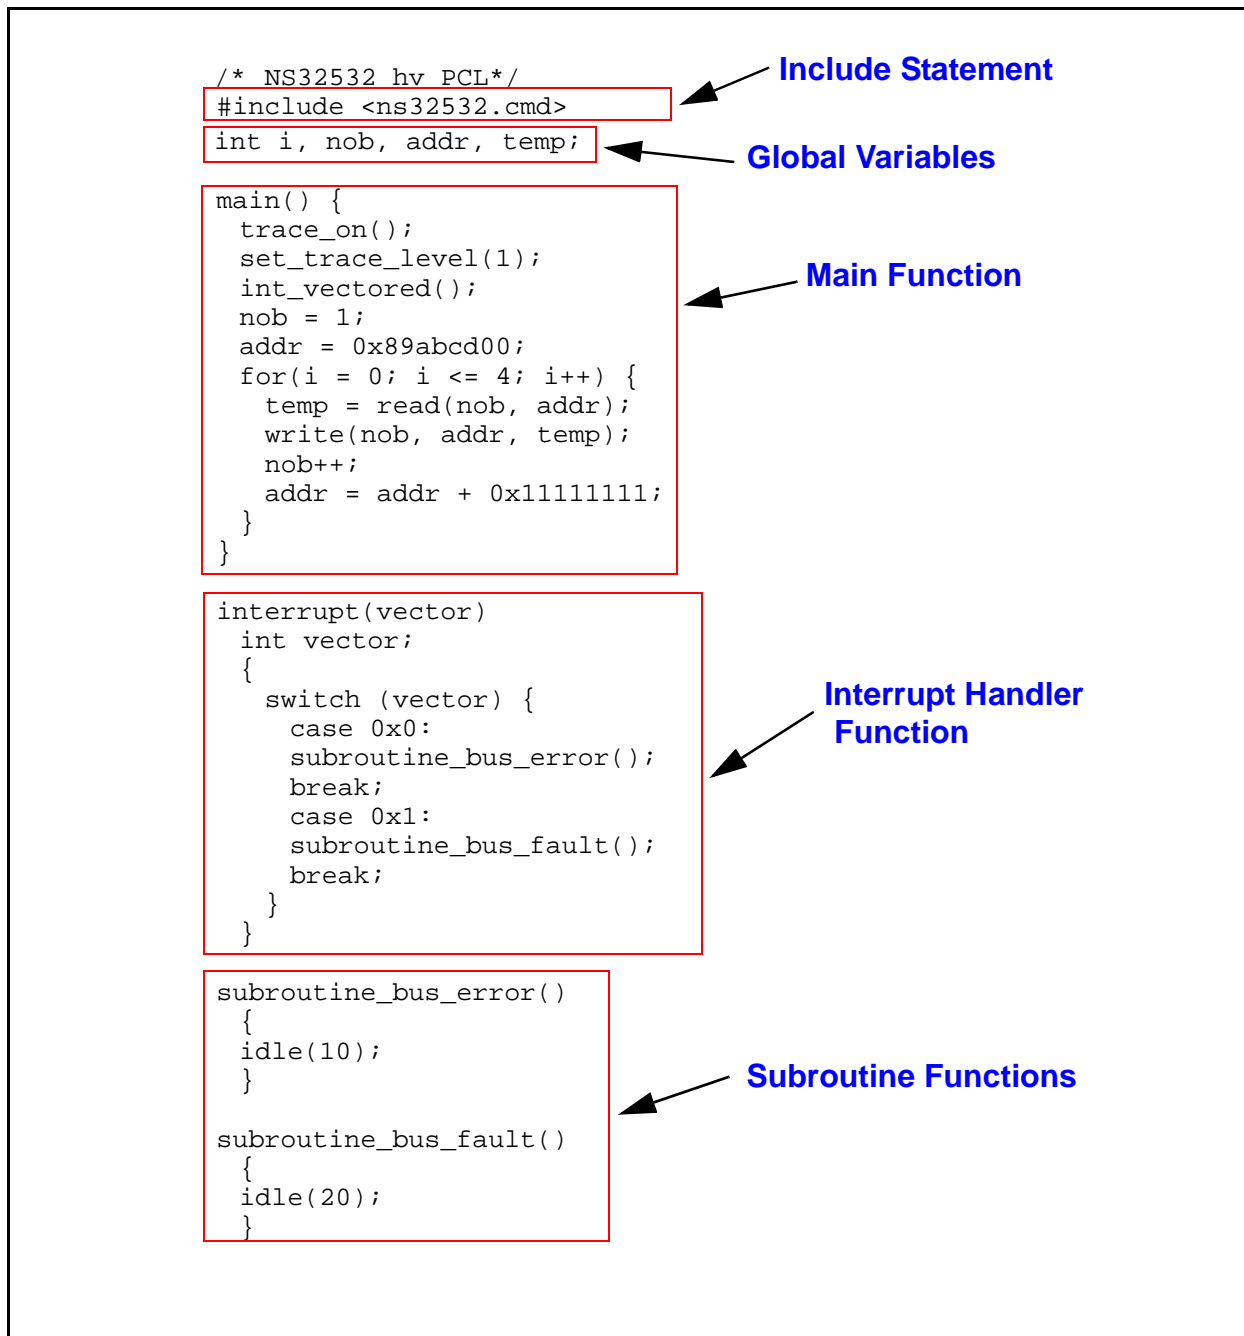 /* NS32532 hv PCL*/
Include Statement
#include <ns32532.cmd>
int i, nob, addr, temp;
Global Variables
main() {
trace_on();
set_trace_level(1);
Main Function
int_vectored();
nob = 1;
addr = 0x89abcd00;
for(i = 0; i <= 4; i++) {
temp = read(nob, addr);
write(nob, addr, temp);
nob++;
addr = addr + 0x11111111;
}
}
interrupt(vector)
int vector;
{
switch (vector) {
Interrupt Handler
Function
case 0x0:
subroutine_bus_error();
break;
case 0x1:
subroutine_bus_fault();
break;
}
}
subroutine_bus_error()
{
idle(10);
}
Subroutine Functions
subroutine_bus_fault()
{
idle(20);
}